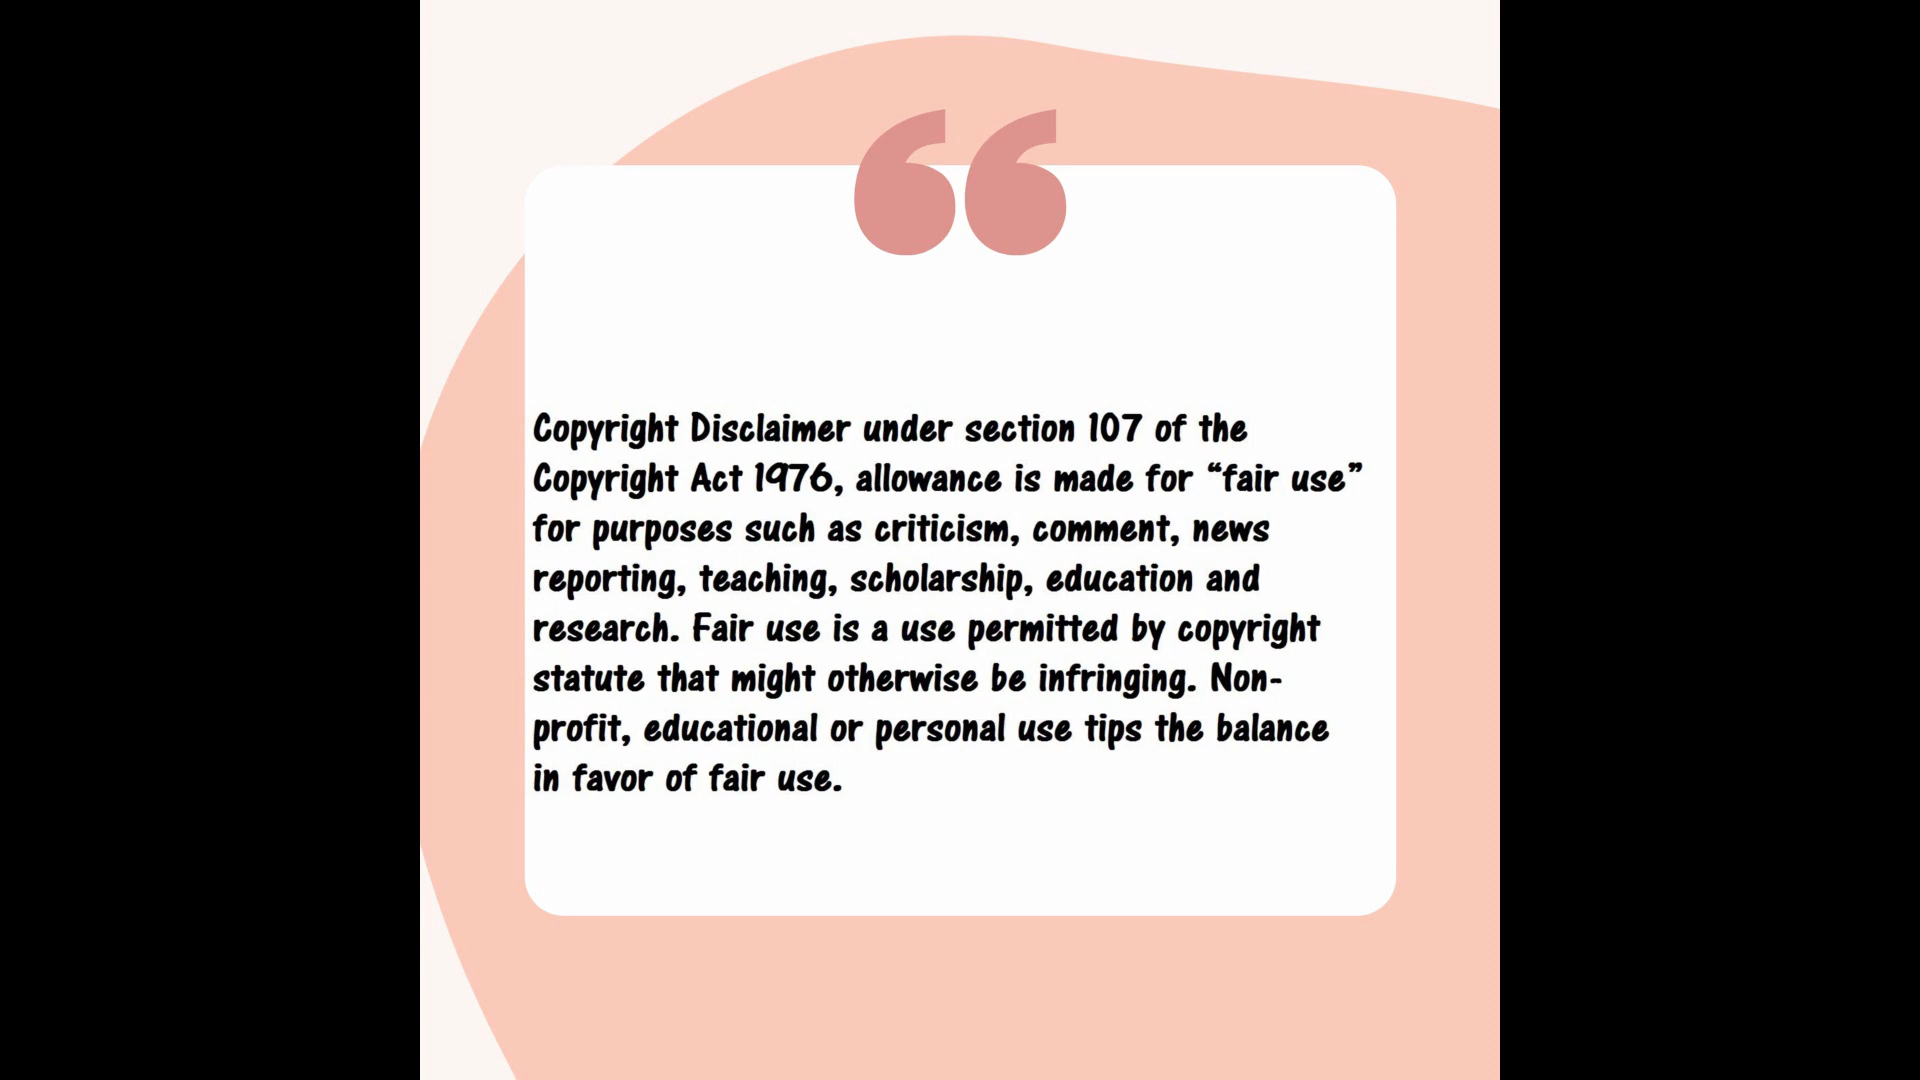 Copyright Disclaimer under section 107 of the
Copyright Act 1976, allowance is made for “fair use”
for purposes such as criticism, comment, news
reporting, teaching, scholarship, education and
research. Fair use is a use permitted by copyright
statute that might otherwise be infringing. Non-
profit, educational or personal use tips the balance
in favor of fair use.